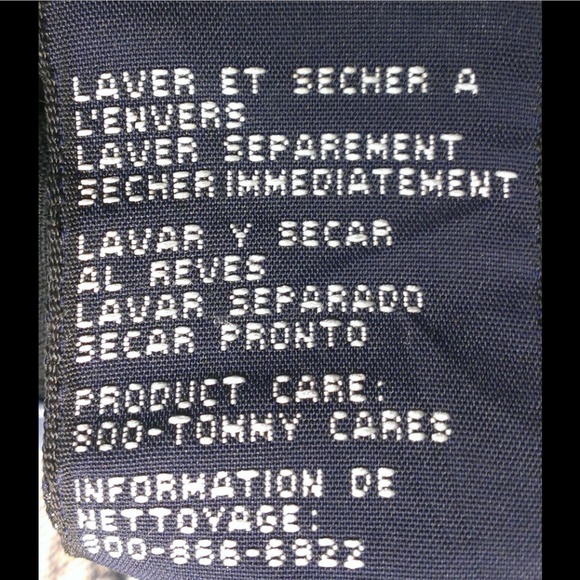 LAVER ET SECHER A
L'ENVERS
LAVER SEPAREMENT
SECHER IMMEDIATEMENT
LAVAR Y SECAR
AL REVES
LAVAR SEPARADO
SECAR PRONTO
PRODUCT CARE:
800-TOMMY CARES
INFORMATION DE
NETTOYAGE:
800-866-6922